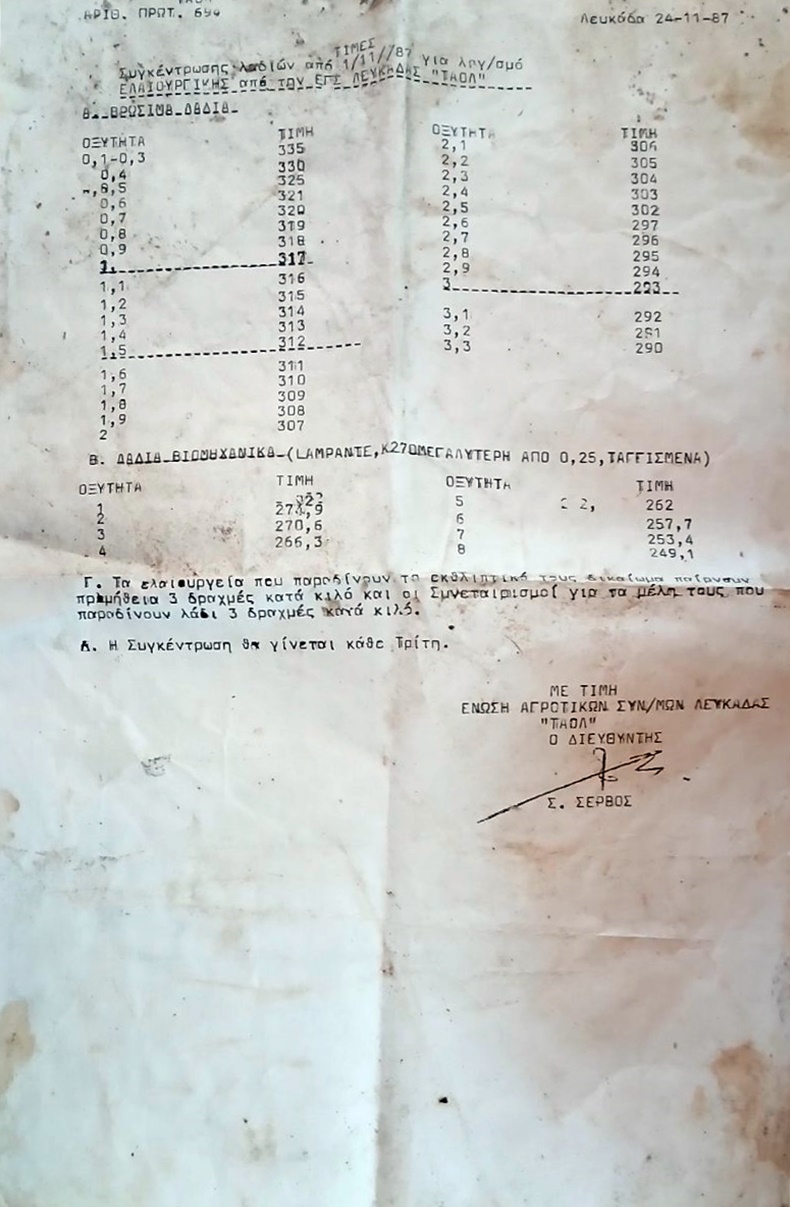 ΑΡΙΘ. ΠΡΩΤ.
Λευκάδα 24-11-87
ΤΙΜΕΣ
Συγκέντρωσης λαδιών από 1/11//87 για λογ/σμό
ΕΛΑΙΟΥΡΓΙΚΗΣ από την ΕΓΣ ΛΕΥΚΑΔΑΣ "ΤΑΟΛ"
ΒΡΩΣΙΜΑ ΛΑΔΙΑ
ΟΞΥΤΗΤΑ ΤΙΜΗ
0,1-0,3 335
0,4 330
0,5 325
0,6 321
0,7 320
0,8 319
0,9 318
1. 317
1,1 316
1,2 315
1,3 314
1,4 313
1,5 312
1,6 311
1,7 310
1,8 309
1,9 308
2 307
ΟΞΥΤΗΤΑ ΤΙΜΗ
2,1 306
2,2 305
2,3 304
2,4 303
2,5 302
2,6 297
2,7 296
2,8 295
2,9 294
3 293
3,1 292
3,2 291
3,3 290
Β. ΛΑΔΙΑ ΒΙΟΜΗΧΑΝΙΚΑ (LAMPANTE,K270ΜΕΓΑΛΥΤΕΡΗ ΑΠΟ 0,25,ΤΑΓΓΙΣΜΕΝΑ)
ΟΞΥΤΗΤΑ ΤΙΜΗ
1
2 274,9
3 270,6
4 266,3
ΟΞΥΤΗΤΑ ΤΙΜΗ
5 262
6 257,7
7 253,4
8 249,1
Γ. Τα ελαιουργεία που παραδίνουν το εκθλιπτικό τους δικαίωμα παίρνουν
προμήθεια 3 δραχμές κατά κιλό και οι Συνεταιρισμοί για τα μέλη τους που
παραδίνουν λάδι 3 δραχμές κατά κιλό.
Δ. Η Συγκέντρωση θα γίνεται κάθε Τρίτη.
ΜΕ ΤΙΜΗ
ΕΝΩΣΗ ΑΓΡΟΤΙΚΩΝ ΣΥΝ/ΜΩΝ ΛΕΥΚΑΔΑΣ
"ΤΑΟΛ"
Ο ΔΙΕΥΘΥΝΤΗΣ
Σ. ΣΕΡΒΟΣ